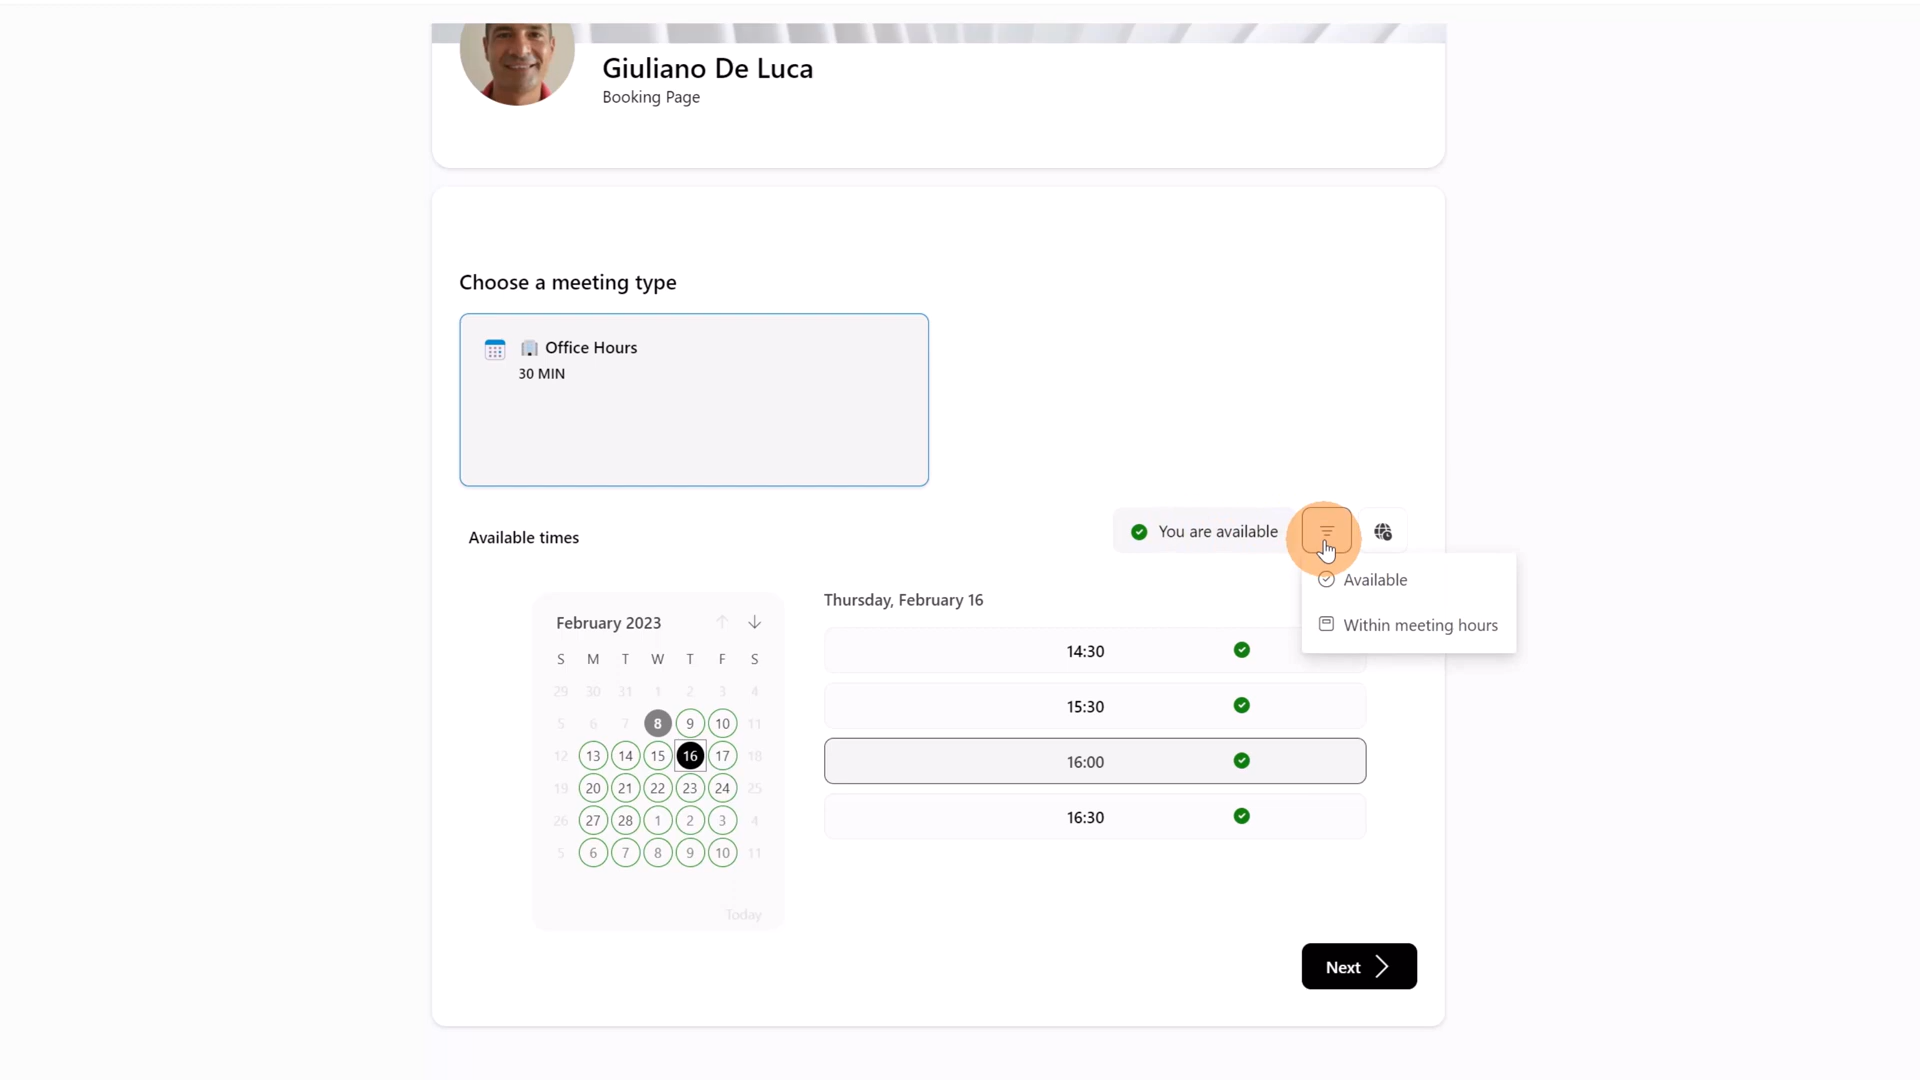 Giuliano De Luca
Booking Page
Choose a meeting type
Office Hours
30 MIN
Available times
You are available
Available
Within meeting hours
February 2023
S M T W T F S
29 30 31 1 2 3 4
5 6 7 8 9 10 11
12 13 14 15 16 17 18
19 20 21 22 23 24 25
26 27 28 1 2 3 4
5 6 7 8 9 10 11
Today
Thursday, February 16
14:30
15:30
16:00
16:30
Next